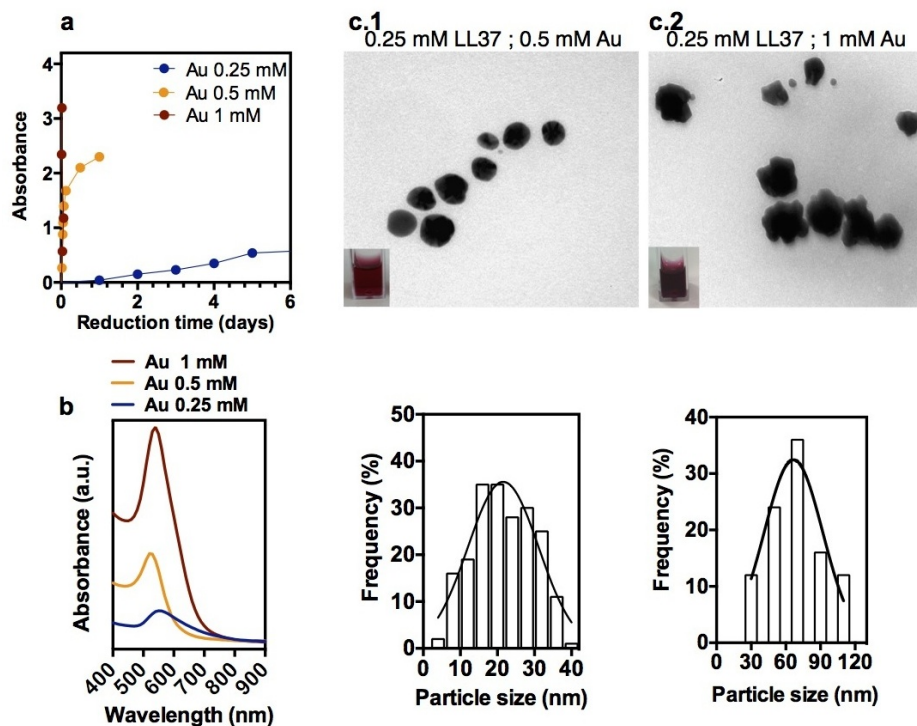 a
4
3
2
1
0
Absorbance
Au 0.25 mM
Au 0.5 mM
Au 1 mM
0 2 4 6
Reduction time (days)
c.1
0.25 mM LL37 ; 0.5 mM Au
c.2
0.25 mM LL37 ; 1 mM Au
b
Au 1 mM
Au 0.5 mM
Au 0.25 mM
Absorbance (a.u.)
400 500 600 700 800 900
Wavelength (nm)
50
40
30
20
10
0
Frequency (%)
0 10 20 30 40
Particle size (nm)
40
30
20
10
0
Frequency (%)
0 30 60 90 120
Particle size (nm)